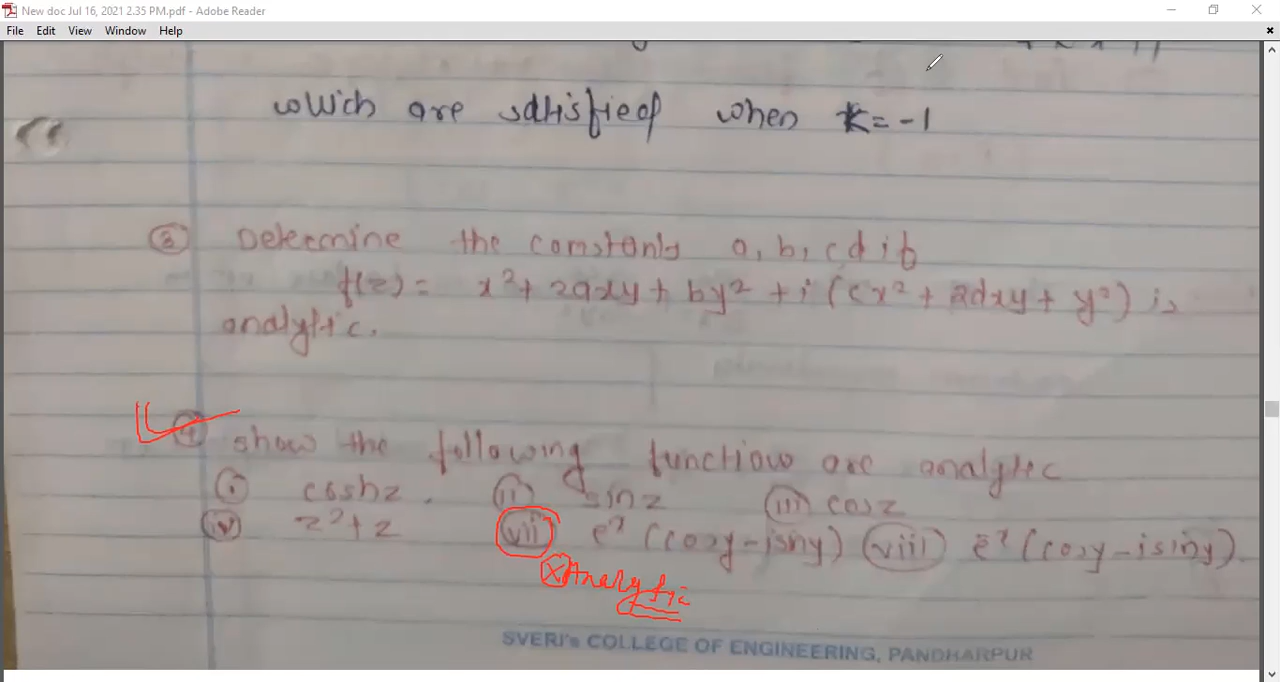 New doc Jul 16, 2021 2.35 PM.pdf - Adobe Reader
File Edit View Window Help
which are satisfied when k = -1
③ Determine the constants a, b, c d if
f(z) = x² + 2axy + by² + i (cx² + 2dxy + y²) is
analytic.
④ show the following function are analytic
(i) coshz. (ii) sinz (iii) cosz
(iv) z² + z (vii) e^x (cosy - isiny) (viii) e^x (cosy - isiny).
X Analytic
SVERI's COLLEGE OF ENGINEERING, PANDHARPUR